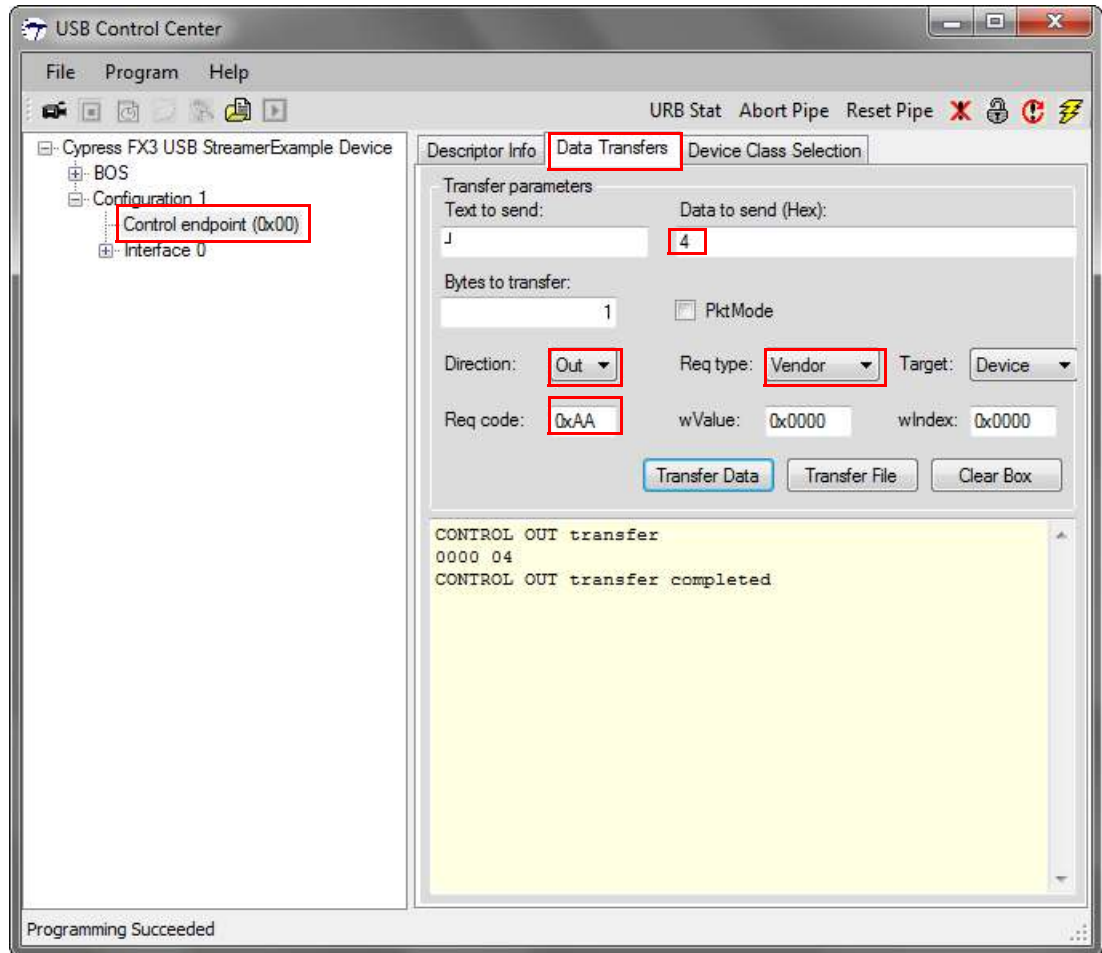 USB Control Center
File Program Help
URB Stat Abort Pipe Reset Pipe
Cypress FX3 USB StreamerExample Device
BOS
Configuration 1
Control endpoint (0x00)
Interface 0
Descriptor Info Data Transfers Device Class Selection
Transfer parameters
Text to send: Data to send (Hex):
┘ 4
Bytes to transfer:
1 PktMode
Direction: Out Req type: Vendor Target: Device
Req code: 0xAA wValue: 0x0000 wIndex: 0x0000
Transfer Data Transfer File Clear Box
CONTROL OUT transfer
0000 04
CONTROL OUT transfer completed
Programming Succeeded